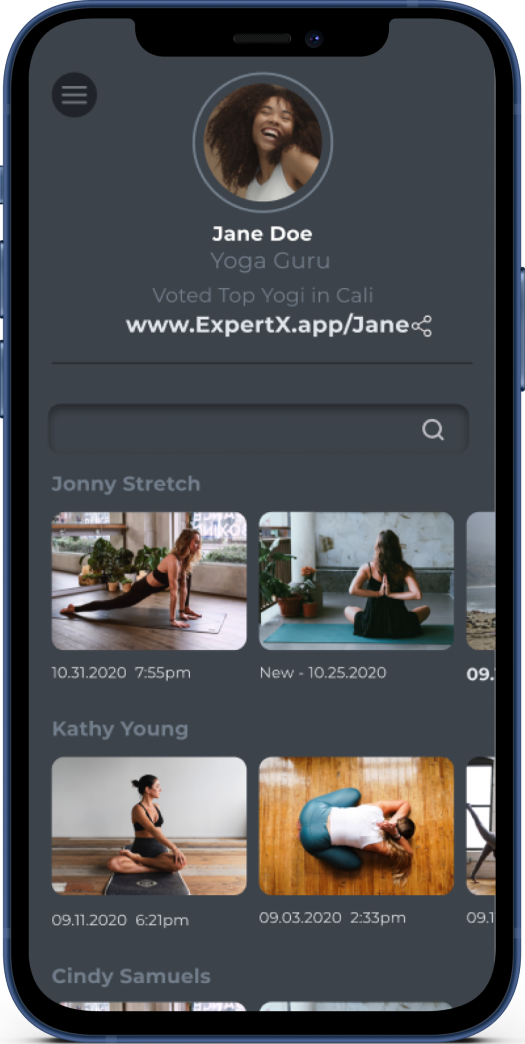 Jane Doe
Yoga Guru
Voted Top Yogi in Cali
www.ExpertX.app/Jane
Jonny Stretch
10.31.2020 7:55pm
New - 10.25.2020
09.
Kathy Young
09.11.2020 6:21pm
09.03.2020 2:33pm
09.1
Cindy Samuels